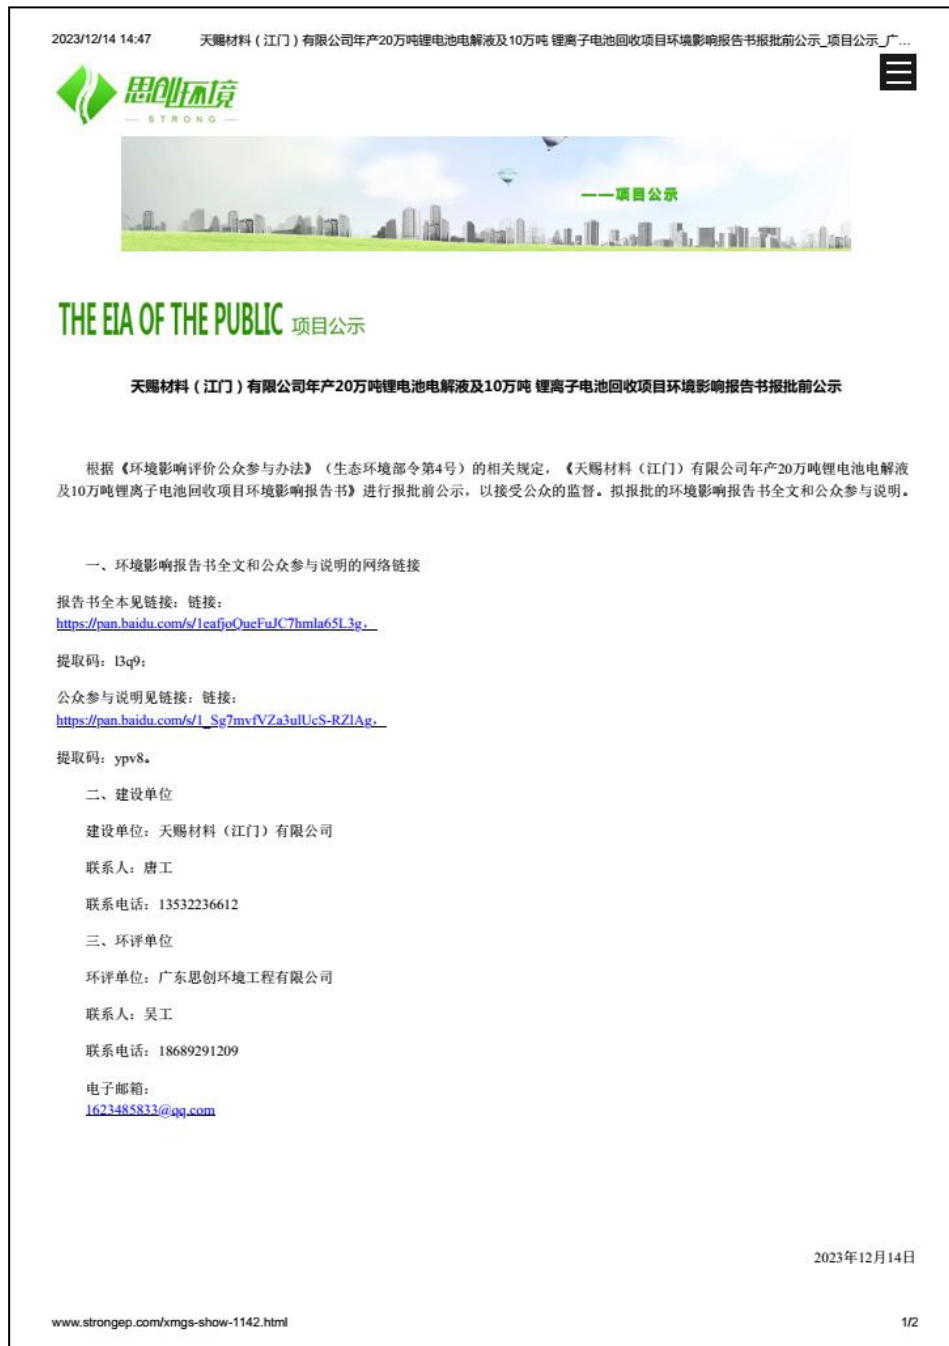 2023/12/14 14:47 天赐材料（江门）有限公司年产20万吨锂电池电解液及10万吨 锂离子电池回收项目环境影响报告书报批前公示_项目公示_广…
思创环境
— STRONG —
——项目公示
THE EIA OF THE PUBLIC 项目公示
天赐材料（江门）有限公司年产20万吨锂电池电解液及10万吨 锂离子电池回收项目环境影响报告书报批前公示
根据《环境影响评价公众参与办法》（生态环境部令第4号）的相关规定，《天赐材料（江门）有限公司年产20万吨锂电池电解液
及10万吨锂离子电池回收项目环境影响报告书》进行报批前公示，以接受公众的监督。拟报批的环境影响报告书全文和公众参与说明。
一、环境影响报告书全文和公众参与说明的网络链接
报告书全本见链接：链接：
https://pan.baidu.com/s/1eafjoQueFuJC7hmla65L3g，
提取码：l3q9；
公众参与说明见链接：链接：
https://pan.baidu.com/s/1_Sg7mvfVZa3ulUcS-RZlAg，
提取码：ypv8。
二、建设单位
建设单位：天赐材料（江门）有限公司
联系人：唐工
联系电话：13532236612
三、环评单位
环评单位：广东思创环境工程有限公司
联系人：吴工
联系电话：18689291209
电子邮箱：
1623485833@qq.com
2023年12月14日
www.strongep.com/xmgs-show-1142.html 1/2